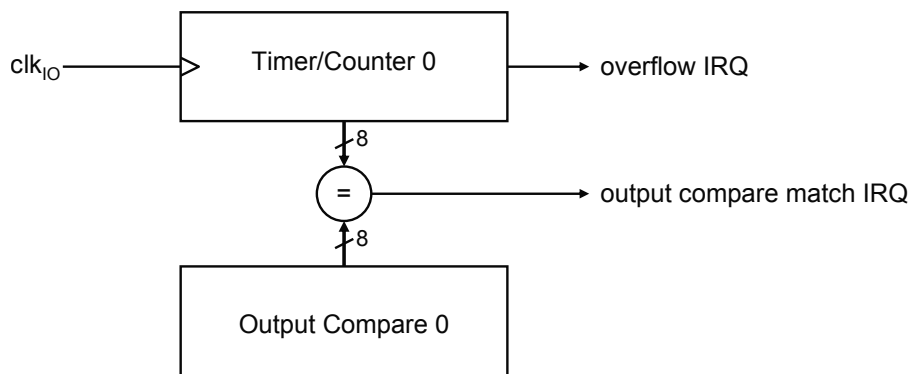 clkIO
Timer/Counter 0
overflow IRQ
8
=
output compare match IRQ
8
Output Compare 0